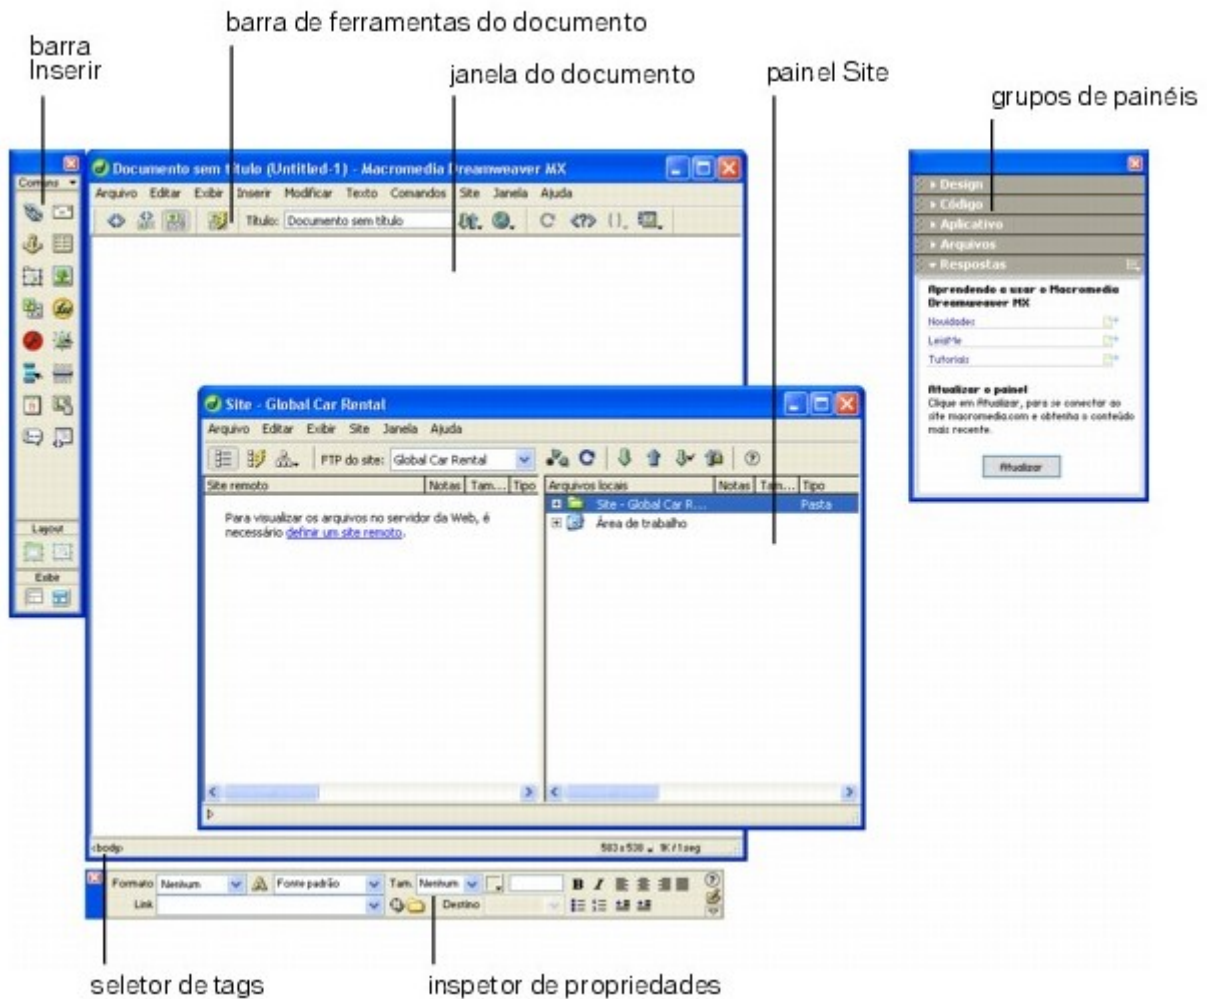 barra de ferramentas do documento
barra
Inserir
janela do documento
painel Site
grupos de painéis
Documento sem título (Untitled-1) - Macromedia Dreamweaver MX
Comuns
Arquivo Editar Exibir Inserir Modificar Texto Comandos Site Janela Ajuda
Título: Documento sem título
Design
Código
Aplicativo
Arquivos
Respostas
Aprendendo a usar o Macromedia
Dreamweaver MX
Novidades
LeiaMe
Tutoriais
Atualizar o painel
Clique em Atualizar, para se conectar ao
site macromedia.com e obtenha o conteúdo
mais recente.
Atualizar
Site - Global Car Rental
Arquivo Editar Exibir Site Janela Ajuda
FTP do site: Global Car Rental
Site remoto Notas Tam... Tipo Arquivos locais Notas Tam... Tipo
Site - Global Car R... Pasta
Área de trabalho
Para visualizar os arquivos no servidor da Web, é
necessário definir um site remoto.
Layout
Exibir
<body> 583 x 538 1K / 1 seg
Formato Nenhum Fonte padrão Tam. Nenhum B I
Link Destino
seletor de tags
inspetor de propriedades